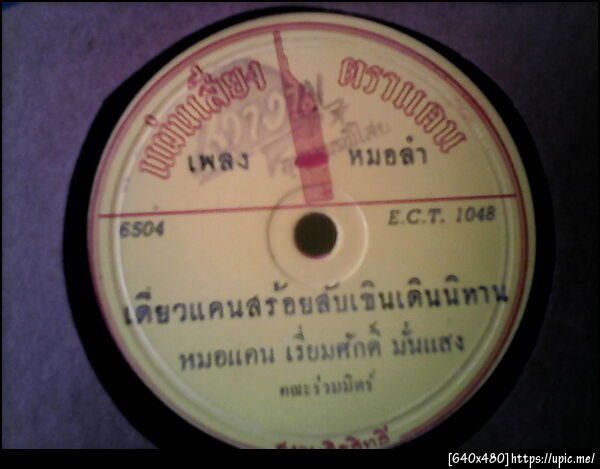 แผ่นเสียง ตราแคน
เพลง หมอลำ
6504 E.C.T. 1048
เดี่ยวแคนสร้อยสับเขินเดินนิทาน
หมอแคน เรี่ยมศักดิ์ มั่นแสง
คณะร่วมมิตร์
[640x480]https://upic.me/